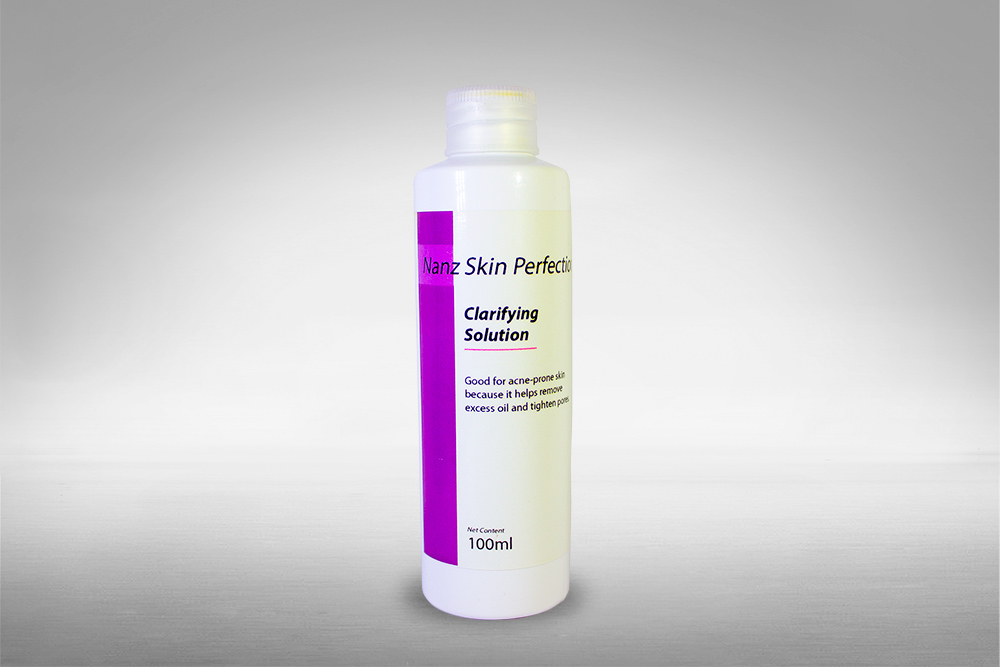 Nanz Skin Perfectio
Clarifying
Solution
Good for acne-prone skin
because it helps remove
excess oil and tighten pores
Net Content
100ml